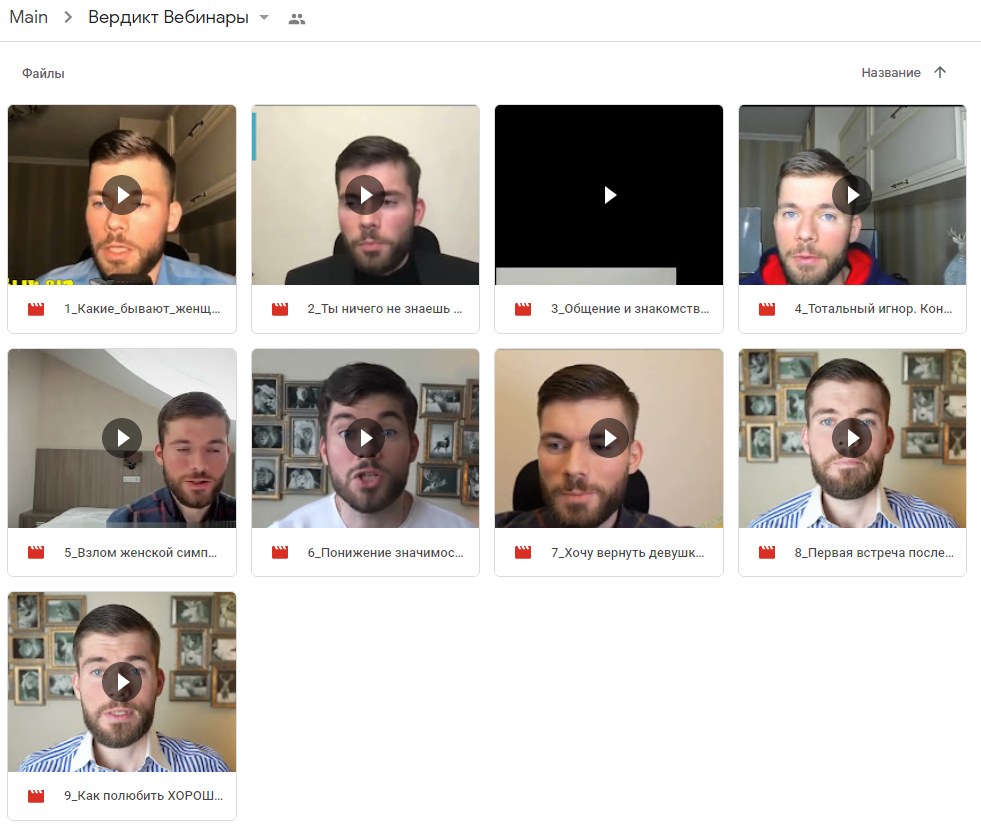 Main > Вердикт Вебинары
Файлы
Название
1_Какие_бывают_женщ...
2_Ты ничего не знаешь ...
3_Общение и знакомств...
4_Тотальный игнор. Кон...
5_Взлом женской симп...
6_Понижение значимос...
7_Хочу вернуть девушк...
8_Первая встреча после...
9_Как полюбить ХОРОШ...